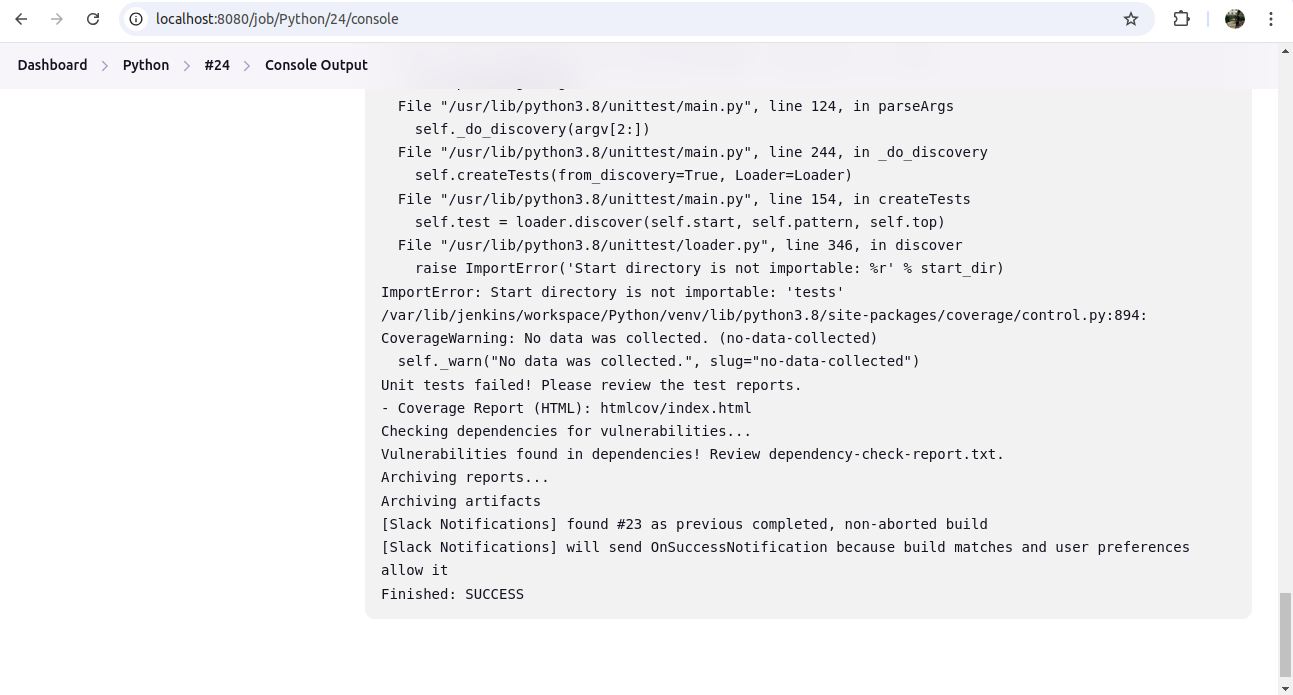 localhost:8080/job/Python/24/console
Dashboard > Python > #24 > Console Output
File "/usr/lib/python3.8/unittest/main.py", line 124, in parseArgs
self._do_discovery(argv[2:])
File "/usr/lib/python3.8/unittest/main.py", line 244, in _do_discovery
self.createTests(from_discovery=True, Loader=Loader)
File "/usr/lib/python3.8/unittest/main.py", line 154, in createTests
self.test = loader.discover(self.start, self.pattern, self.top)
File "/usr/lib/python3.8/unittest/loader.py", line 346, in discover
raise ImportError('Start directory is not importable: %r' % start_dir)
ImportError: Start directory is not importable: 'tests'
/var/lib/jenkins/workspace/Python/venv/lib/python3.8/site-packages/coverage/control.py:894:
CoverageWarning: No data was collected. (no-data-collected)
self._warn("No data was collected.", slug="no-data-collected")
Unit tests failed! Please review the test reports.
- Coverage Report (HTML): htmlcov/index.html
Checking dependencies for vulnerabilities...
Vulnerabilities found in dependencies! Review dependency-check-report.txt.
Archiving reports...
Archiving artifacts
[Slack Notifications] found #23 as previous completed, non-aborted build
[Slack Notifications] will send OnSuccessNotification because build matches and user preferences
allow it
Finished: SUCCESS